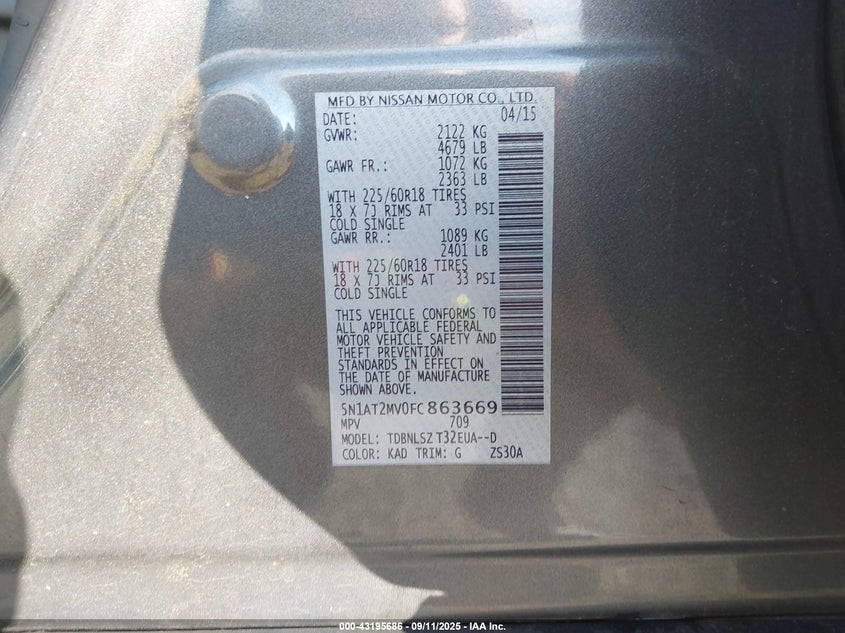 MFD BY NISSAN MOTOR CO., LTD.
DATE: 04/15
GVWR: 2122 KG
4679 LB
GAWR FR.: 1072 KG
2363 LB
WITH 225/60R18 TIRES
18 X 7J RIMS AT 33 PSI
COLD SINGLE
GAWR RR.: 1089 KG
2401 LB
WITH 225/60R18 TIRES
18 X 7J RIMS AT 33 PSI
COLD SINGLE
THIS VEHICLE CONFORMS TO
ALL APPLICABLE FEDERAL
MOTOR VEHICLE SAFETY AND
THEFT PREVENTION
STANDARDS IN EFFECT ON
THE DATE OF MANUFACTURE
SHOWN ABOVE.
5N1AT2MV0FC863669
MPV 709
MODEL: TDBNLSZ T32EUA--D
COLOR: KAD TRIM: G ZS30A
000-43195686 - 09/11/2025 - IAA Inc.